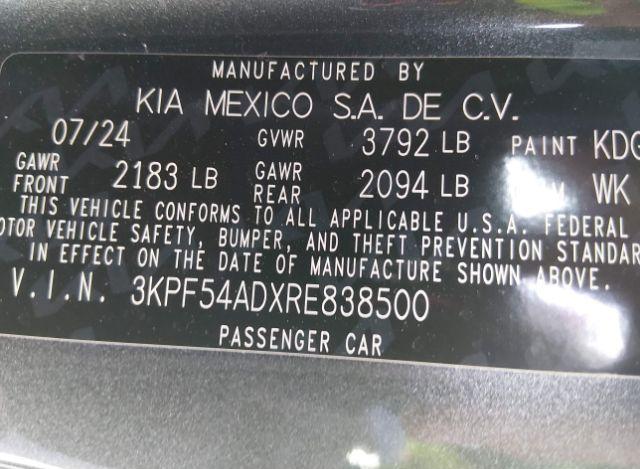 MANUFACTURED BY
KIA MEXICO S.A. DE C.V.
07/24 GVWR 3792 LB PAINT KDG
GAWR FRONT 2183 LB GAWR REAR 2094 LB WK
THIS VEHICLE CONFORMS TO ALL APPLICABLE U.S.A. FEDERAL
OTOR VEHICLE SAFETY, BUMPER, AND THEFT PREVENTION STANDAR
IN EFFECT ON THE DATE OF MANUFACTURE SHOWN ABOVE.
V.I.N. 3KPF54ADXRE838500
PASSENGER CAR